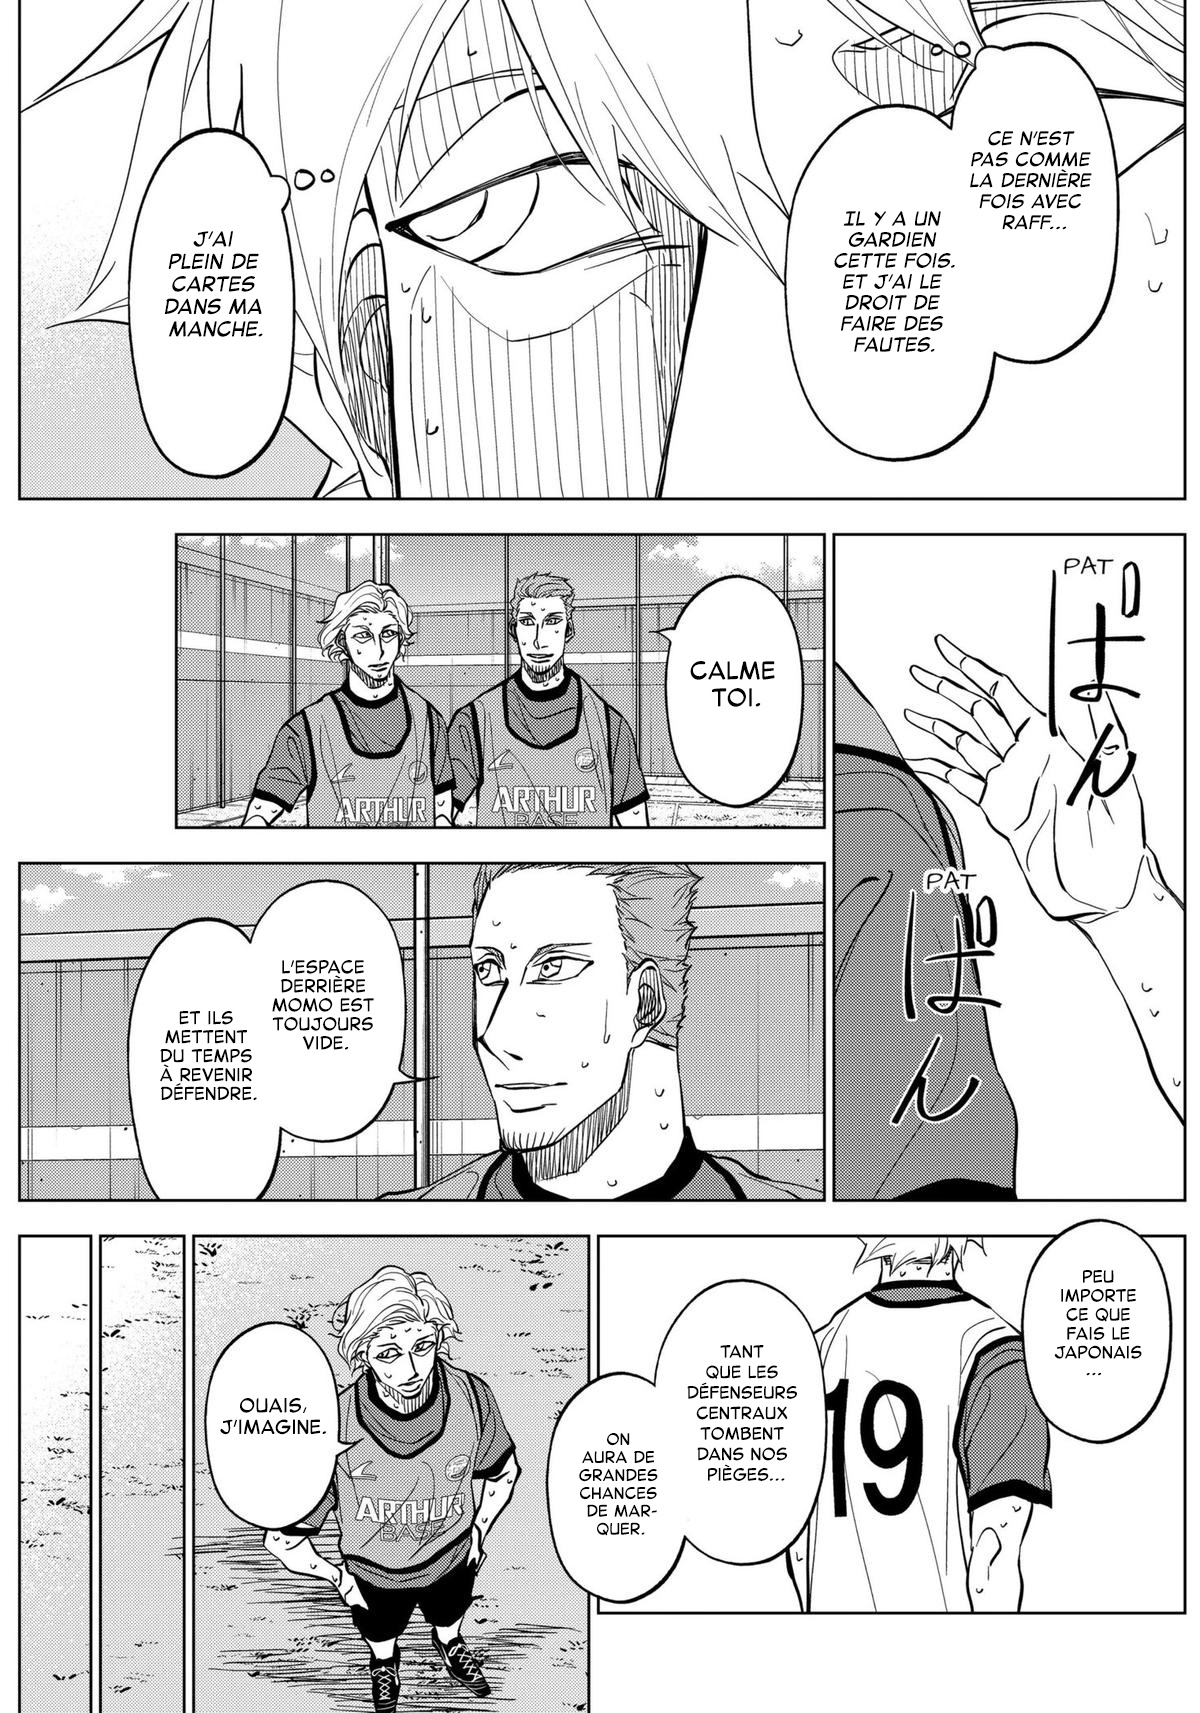 CE N'EST
PAS COMME
LA DERNIÈRE
FOIS AVEC
RAFF...
IL Y A UN
GARDIEN
CETTE FOIS.
ET J'AI LE
DROIT DE
FAIRE DES
FAUTES.
J'AI
PLEIN DE
CARTES
DANS MA
MANCHE.
PAT
ぱん
PAT
ぱん
CALME
TOI.
ARTHUR
BASE
ARTHUR
BASE
L'ESPACE
DERRIÈRE
MOMO EST
TOUJOURS
VIDE.
ET ILS
METTENT
DU TEMPS
À REVENIR
DÉFENDRE.
PEU
IMPORTE
CE QUE
FAIS LE
JAPONAIS
...
19
TANT
QUE LES
DÉFENSEURS
CENTRAUX
TOMBENT
DANS NOS
PIÈGES...
ON
AURA DE
GRANDES
CHANCES
DE MAR-
QUER.
OUAIS,
J'IMAGINE.
ARTHUR
BASE